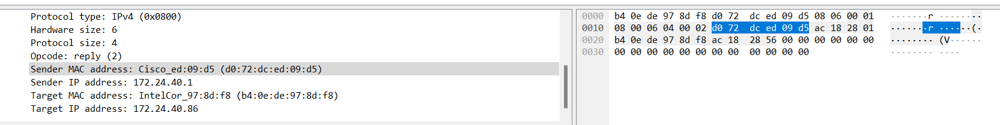 Protocol type: IPv4 (0x0800)
Hardware size: 6
Protocol size: 4
Opcode: reply (2)
Sender MAC address: Cisco_ed:09:d5 (d0:72:dc:ed:09:d5)
Sender IP address: 172.24.40.1
Target MAC address: IntelCor_97:8d:f8 (b4:0e:de:97:8d:f8)
Target IP address: 172.24.40.86
0000 b4 0e de 97 8d f8 d0 72 dc ed 09 d5 08 06 00 01 ·······r ········
0010 08 00 06 04 00 02 d0 72 dc ed 09 d5 ac 18 28 01 ·······r ······(·
0020 b4 0e de 97 8d f8 ac 18 28 56 00 00 00 00 00 00 ········ (V······
0030 00 00 00 00 00 00 00 00 00 00 00 00 ········ ····